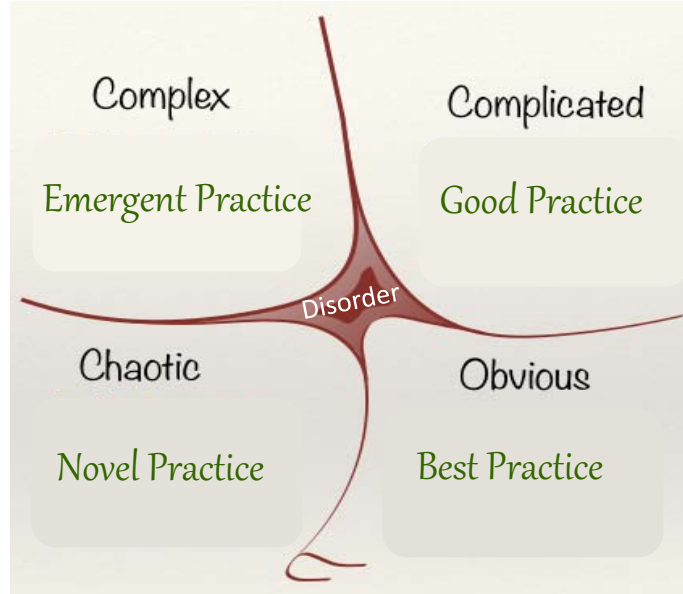 Complex
Complicated
Emergent Practice
Good Practice
Disorder
Chaotic
Obvious
Novel Practice
Best Practice